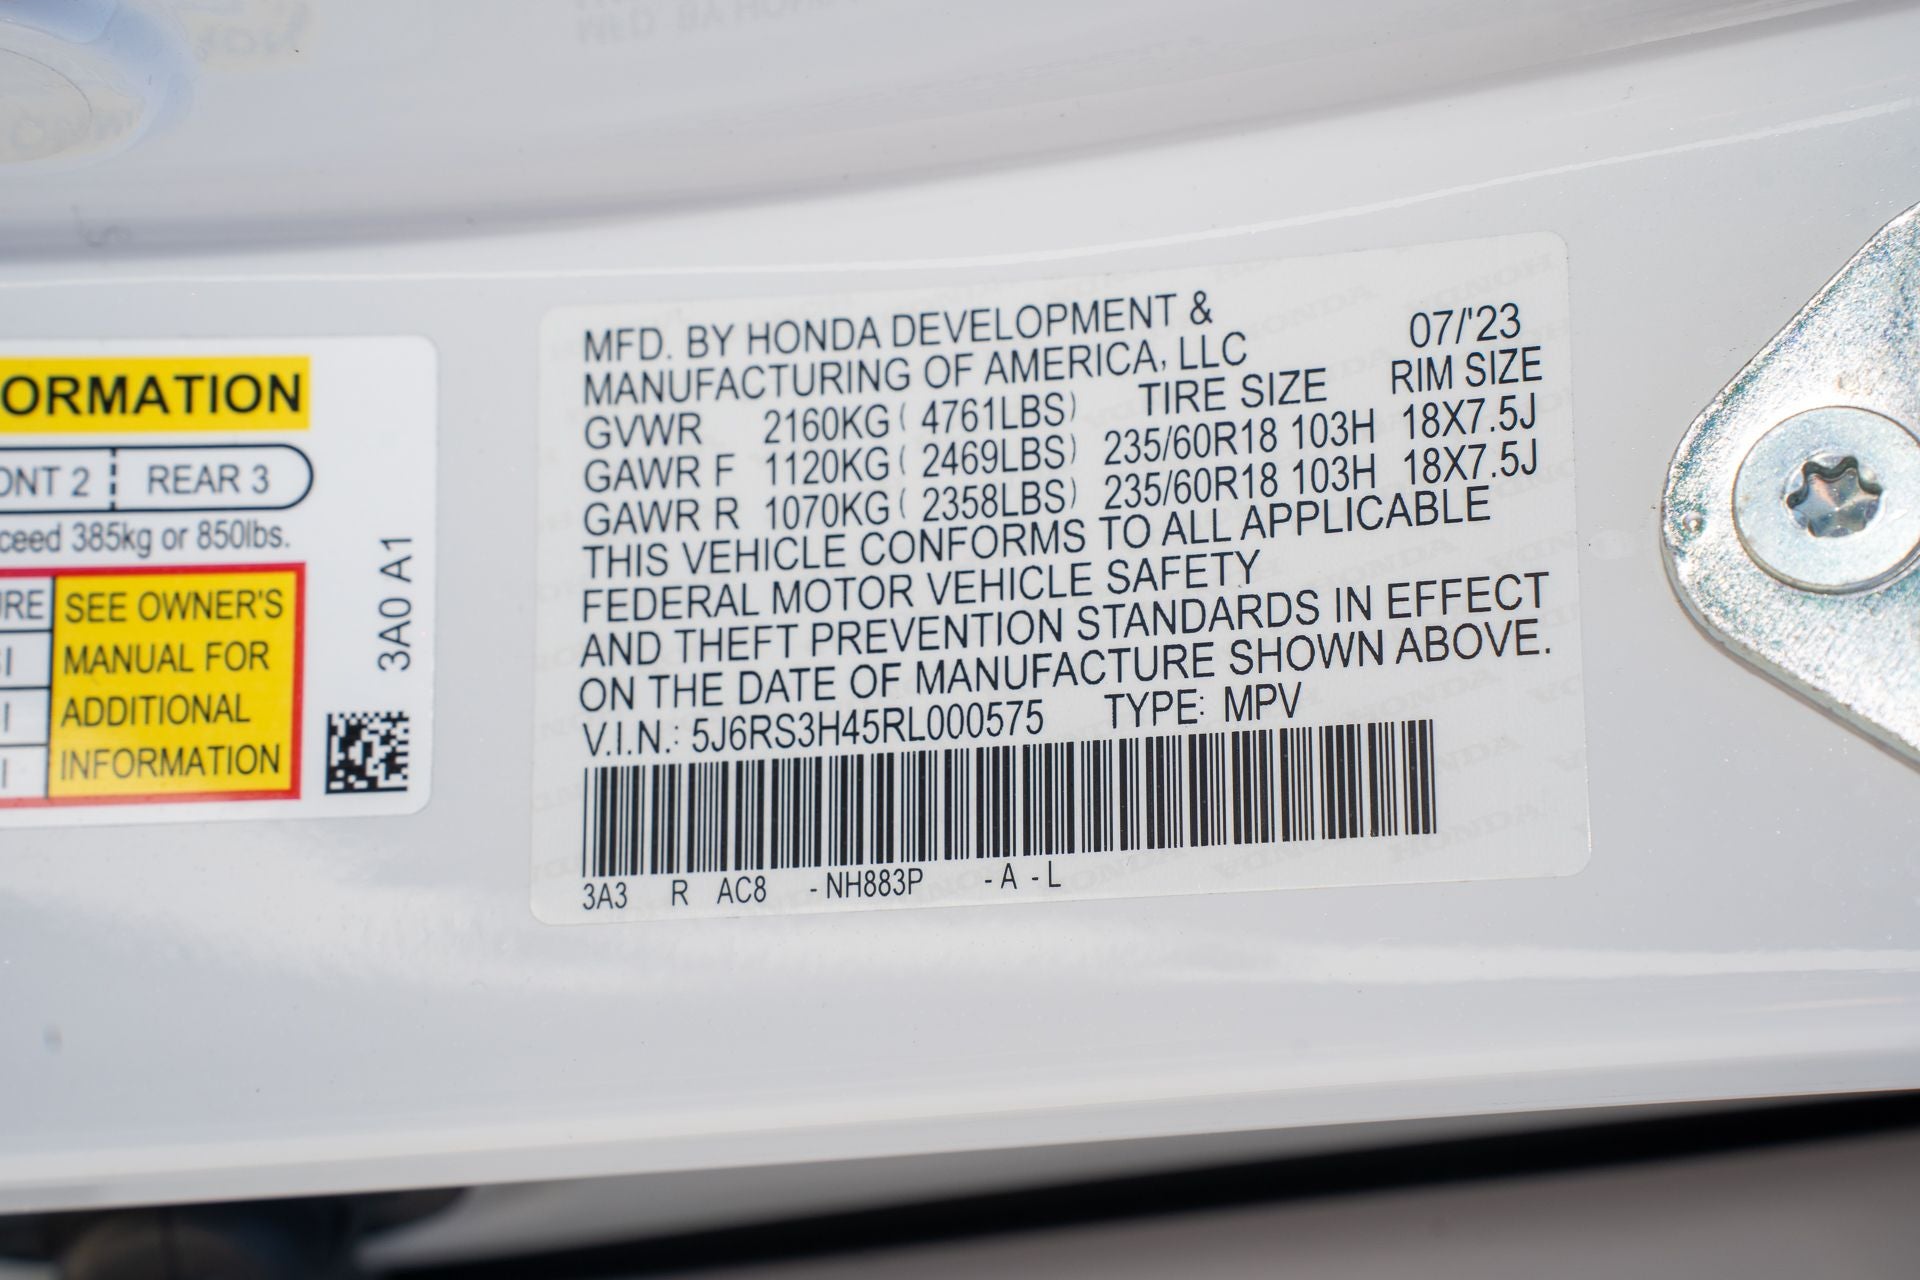 ORMATION
ONT 2 REAR 3
ceed 385kg or 850lbs.
URE SEE OWNER'S
MANUAL FOR
ADDITIONAL
INFORMATION
3A0 A1
MFD. BY HONDA DEVELOPMENT & 07/'23
MANUFACTURING OF AMERICA, LLC
TIRE SIZE RIM SIZE
GVWR 2160KG ( 4761LBS)
GAWR F 1120KG ( 2469LBS) 235/60R18 103H 18X7.5J
GAWR R 1070KG ( 2358LBS) 235/60R18 103H 18X7.5J
THIS VEHICLE CONFORMS TO ALL APPLICABLE
FEDERAL MOTOR VEHICLE SAFETY
AND THEFT PREVENTION STANDARDS IN EFFECT
ON THE DATE OF MANUFACTURE SHOWN ABOVE.
V.I.N.: 5J6RS3H45RL000575 TYPE: MPV
3A3 R AC8 -NH883P -A -L